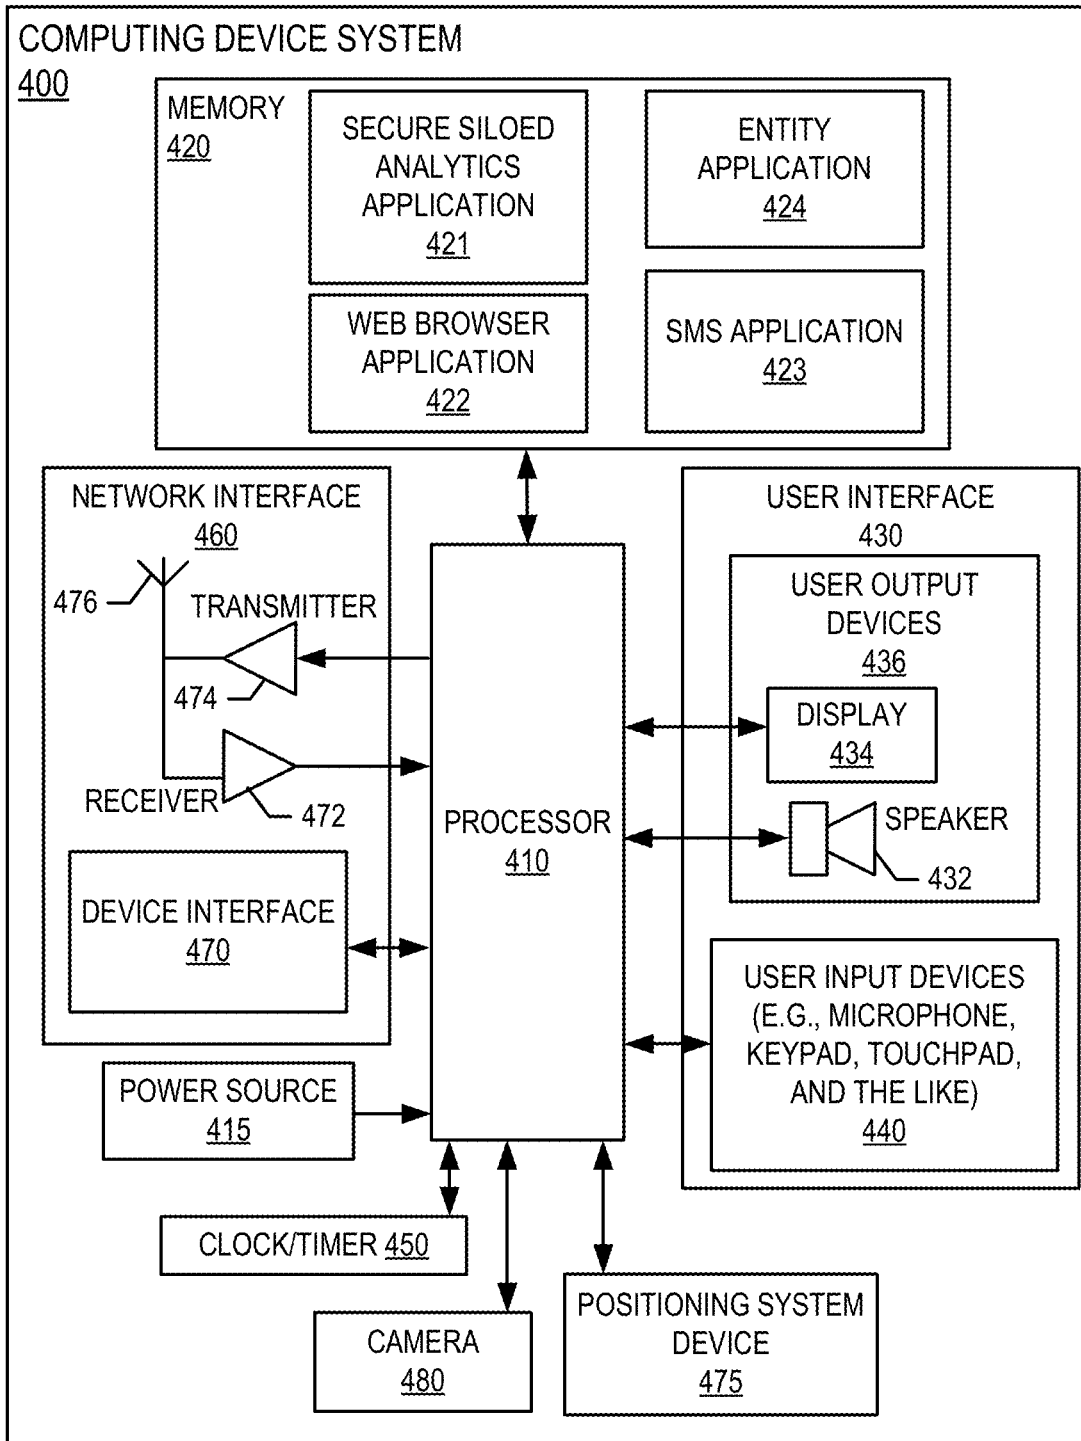 COMPUTING DEVICE SYSTEM
400
MEMORY
420
SECURE SILOED
ANALYTICS
APPLICATION
421
ENTITY
APPLICATION
424
WEB BROWSER
APPLICATION
422
SMS APPLICATION
423
NETWORK INTERFACE
460
476
TRANSMITTER
474
RECEIVER
472
DEVICE INTERFACE
470
PROCESSOR
410
USER INTERFACE
430
USER OUTPUT
DEVICES
436
DISPLAY
434
SPEAKER
432
USER INPUT DEVICES
(E.G., MICROPHONE,
KEYPAD, TOUCHPAD,
AND THE LIKE)
440
POWER SOURCE
415
CLOCK/TIMER 450
CAMERA
480
POSITIONING SYSTEM
DEVICE
475